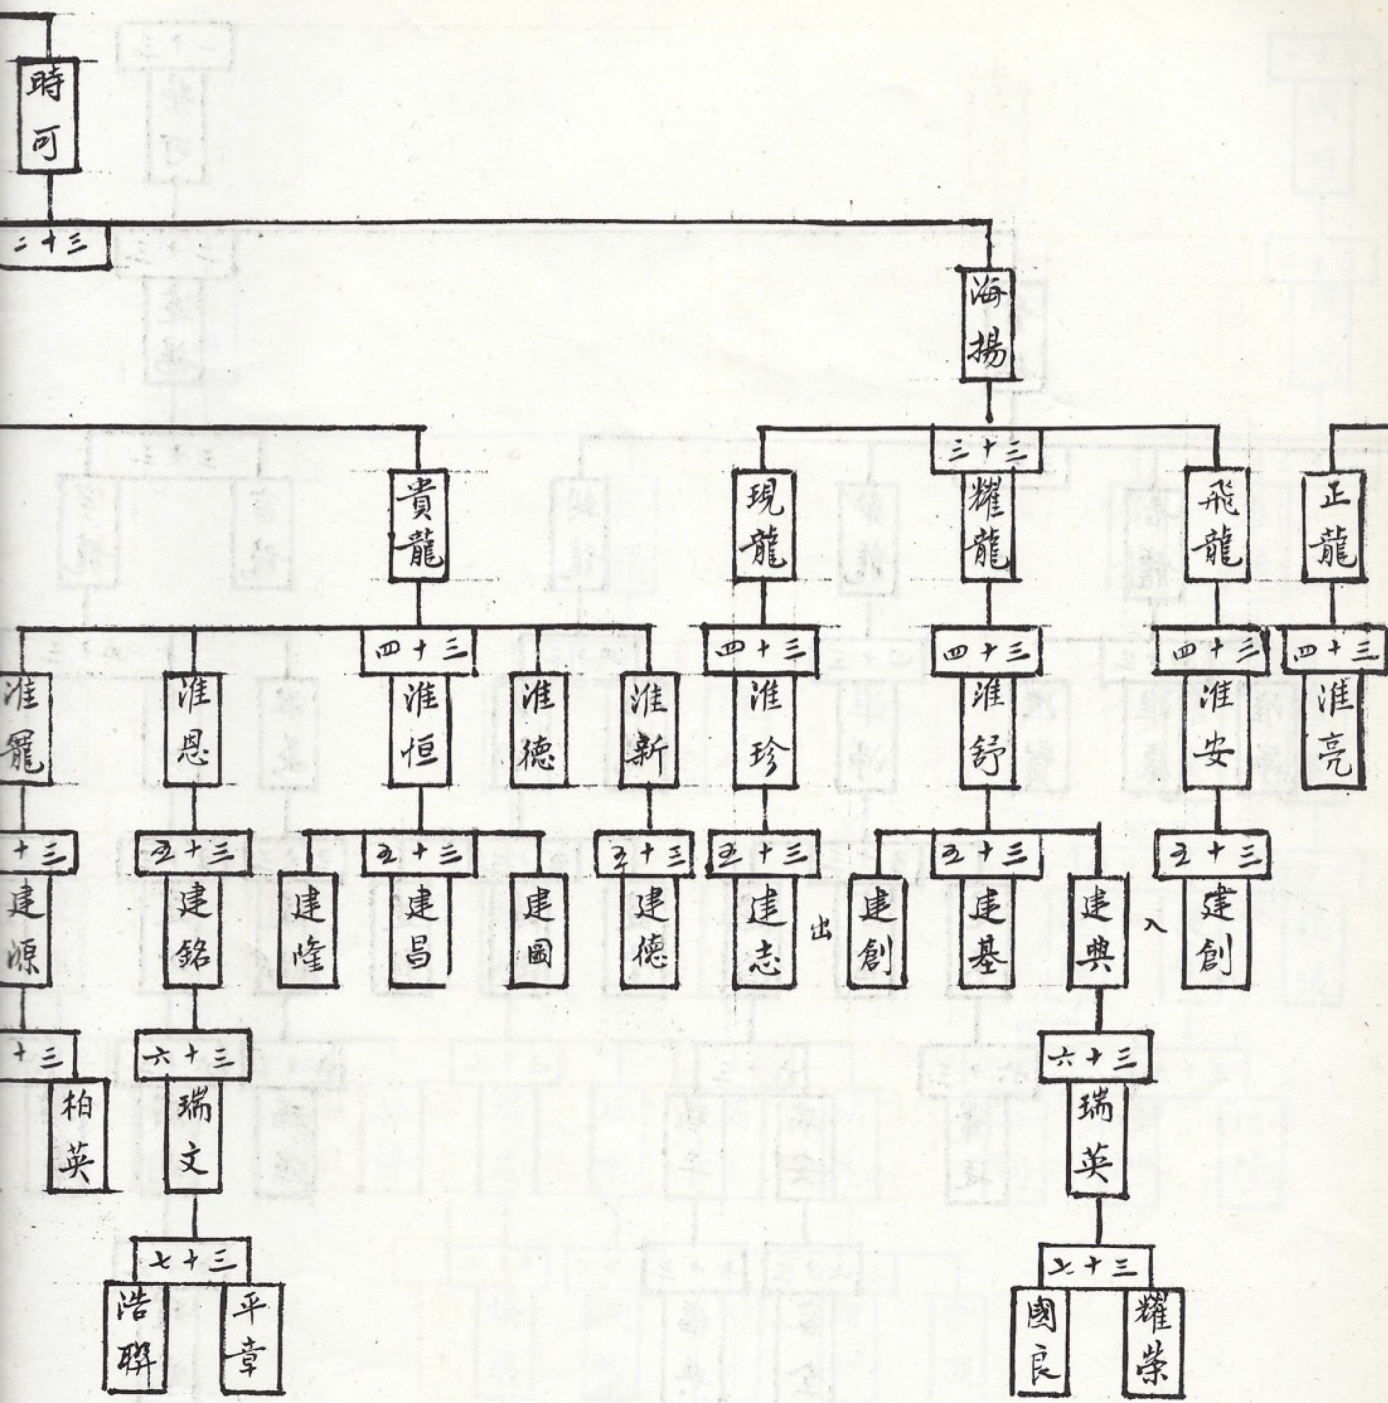 時可
二十三
海揚
三十三
貴龍
現龍
耀龍
飛龍
正龍
四十三
四十三
四十三
四十三
四十三
淮寵
淮恩
淮恒
淮德
淮新
淮珍
淮舒
淮安
淮亮
十三
五十三
五十三
五十三
五十三
五十三
五十三
建源
建銘
建隆
建昌
建國
建德
建志
出
建創
建基
建興
入
建創
十三
六十三
六十三
柏英
瑞文
瑞英
七十三
七十三
浩聯
平章
國良
耀榮